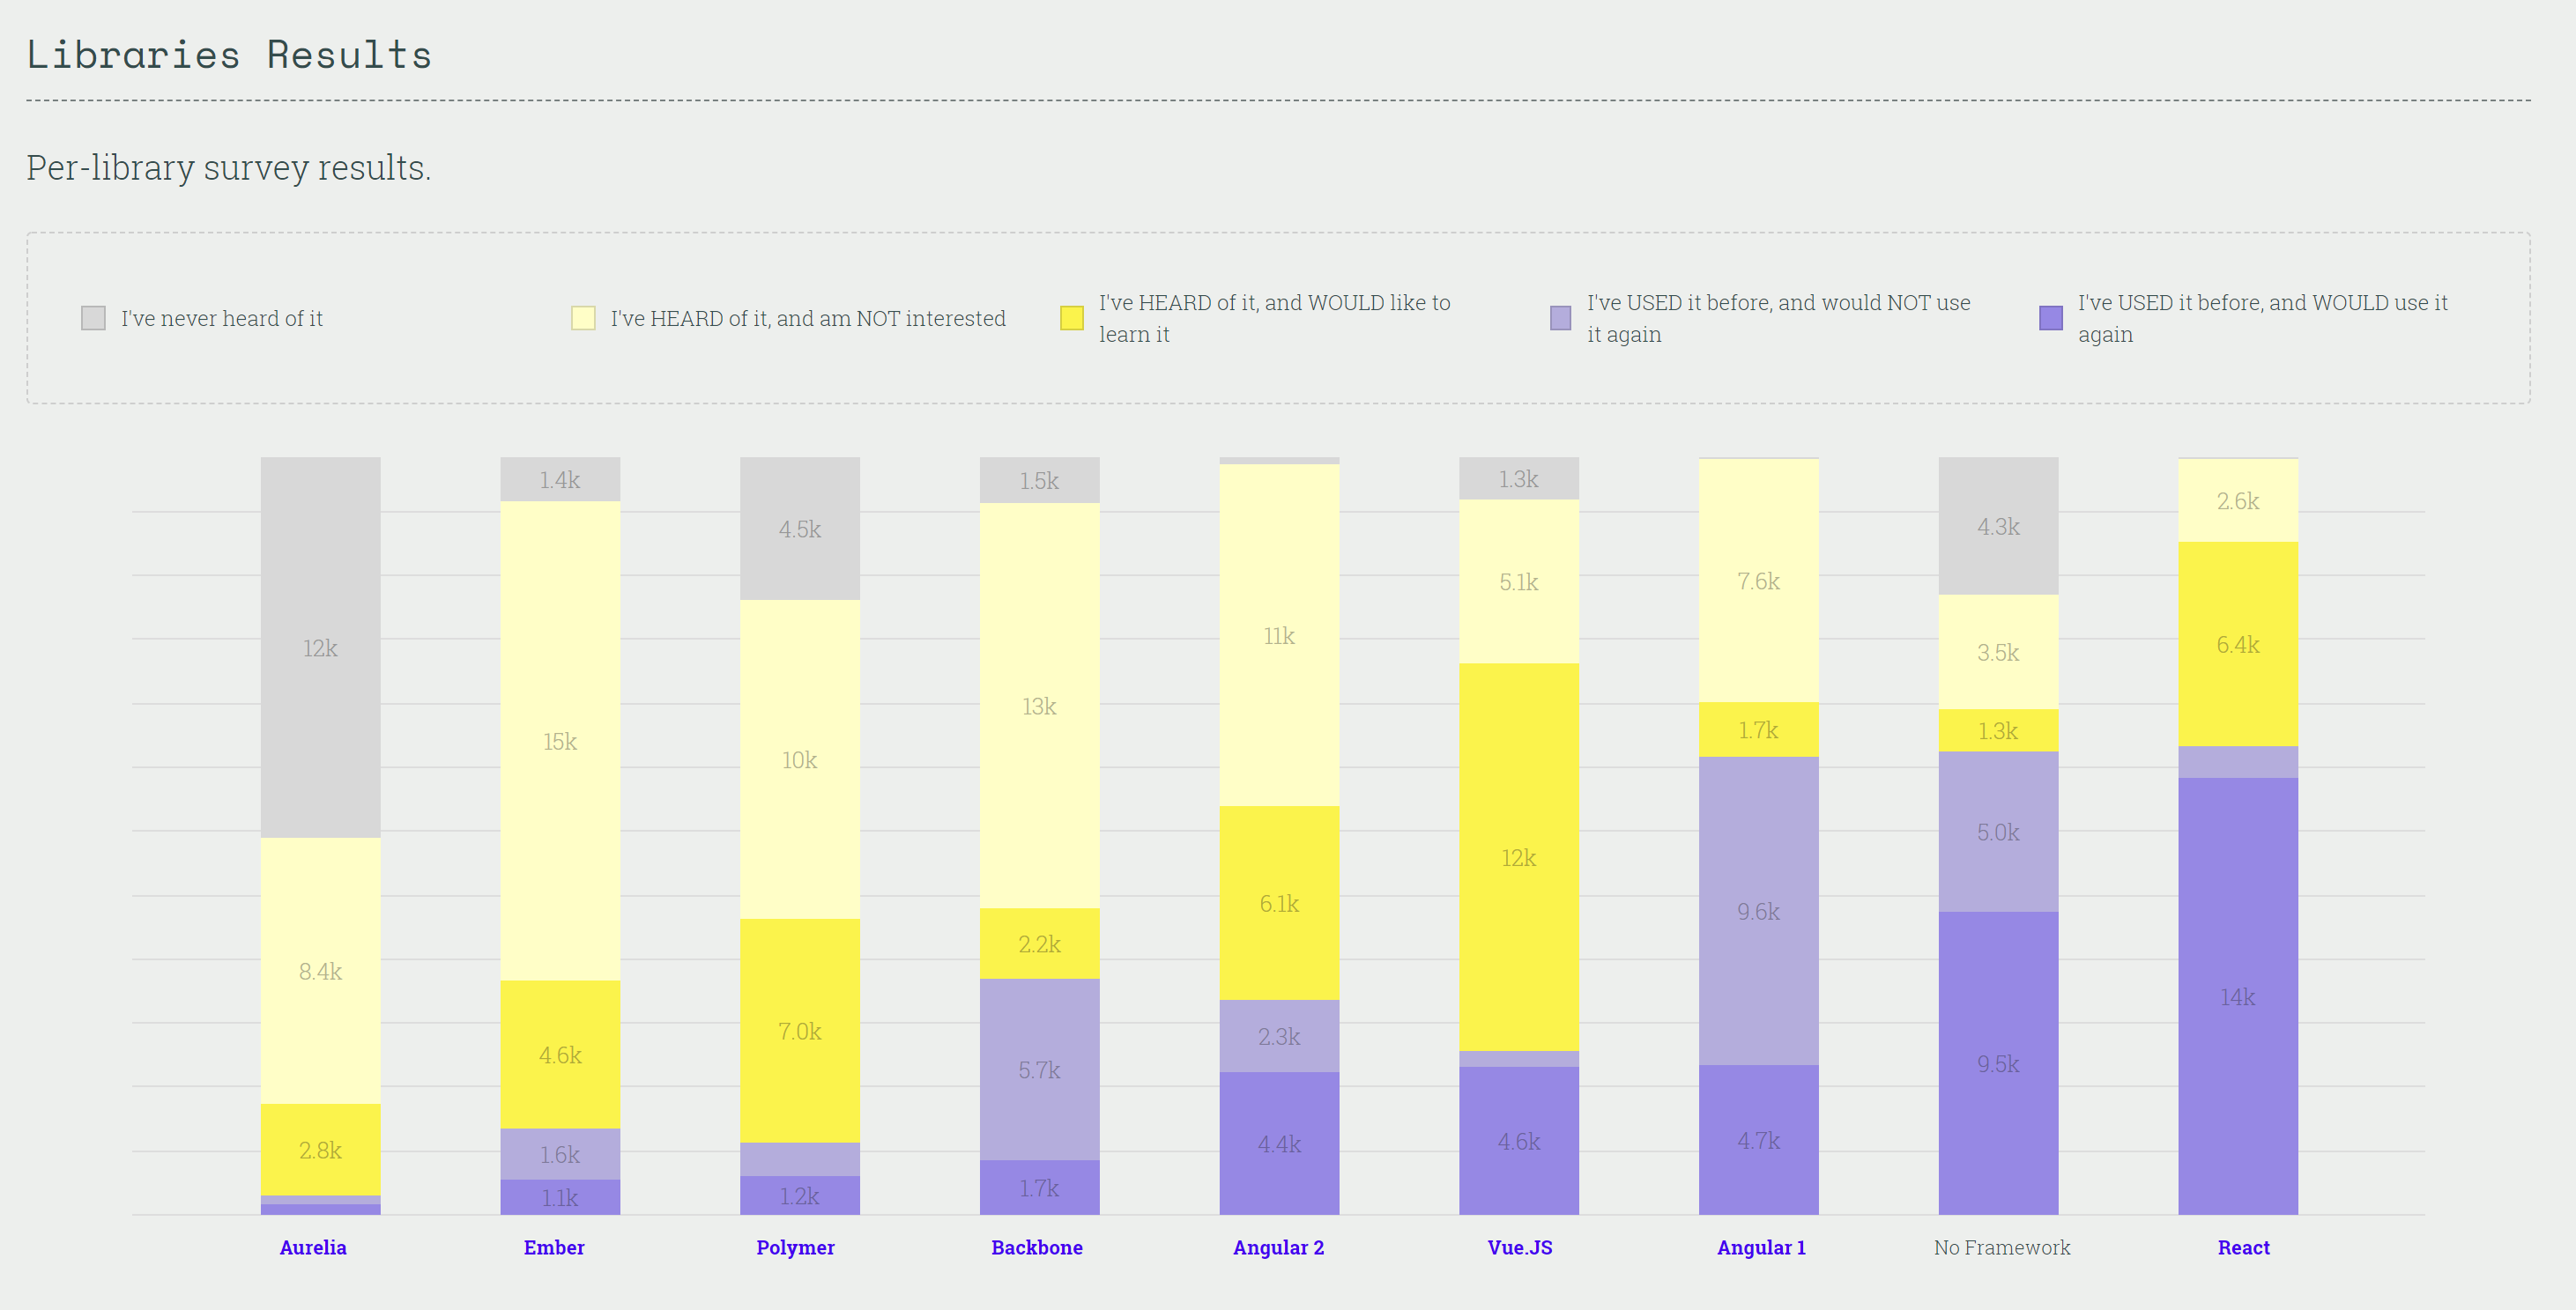 Libraries Results
Per-library survey results.
I've never heard of it
I've HEARD of it, and am NOT interested
I've HEARD of it, and WOULD like to
learn it
I've USED it before, and would NOT use
it again
I've USED it before, and WOULD use it
again
12k
8.4k
2.8k
1.4k
15k
4.6k
1.6k
1.1k
4.5k
10k
7.0k
1.2k
1.5k
13k
2.2k
5.7k
1.7k
11k
6.1k
2.3k
4.4k
1.3k
5.1k
12k
4.6k
7.6k
1.7k
9.6k
4.7k
4.3k
3.5k
1.3k
5.0k
9.5k
2.6k
6.4k
14k
Aurelia
Ember
Polymer
Backbone
Angular 2
Vue.JS
Angular 1
No Framework
React